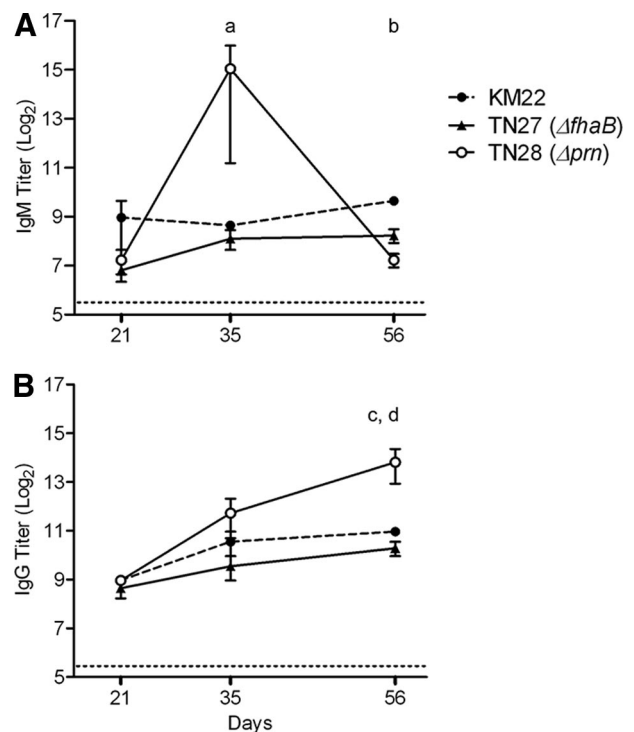 A
IgM Titer (Log2)
17
15
13
11
9
7
5
a
b
21
35
56
KM22
TN27 (ΔfhaB)
TN28 (Δprn)
B
IgG Titer (Log2)
17
15
13
11
9
7
5
c, d
21
35
56
Days